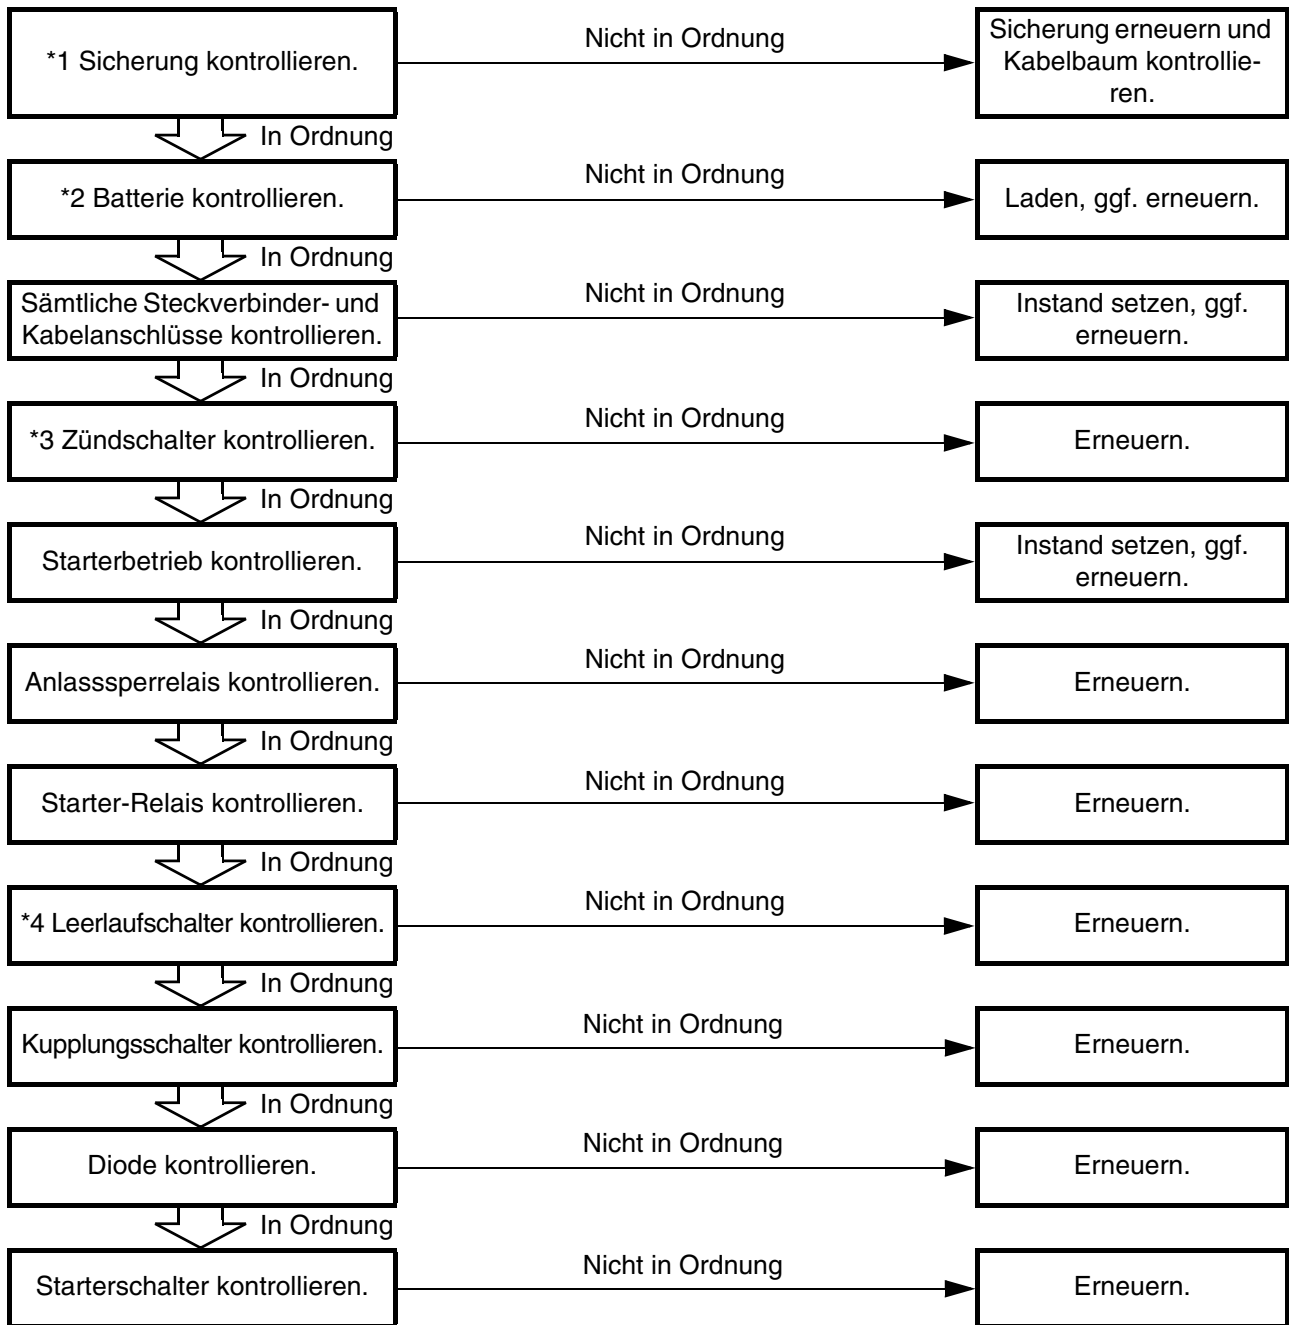 *1 Sicherung kontrollieren.
Nicht in Ordnung
Sicherung erneuern und
Kabelbaum kontrollie-
ren.
In Ordnung
*2 Batterie kontrollieren.
Nicht in Ordnung
Laden, ggf. erneuern.
In Ordnung
Sämtliche Steckverbinder- und
Kabelanschlüsse kontrollieren.
Nicht in Ordnung
Instand setzen, ggf.
erneuern.
In Ordnung
*3 Zündschalter kontrollieren.
Nicht in Ordnung
Erneuern.
In Ordnung
Starterbetrieb kontrollieren.
Nicht in Ordnung
Instand setzen, ggf.
erneuern.
In Ordnung
Anlasssperrelais kontrollieren.
Nicht in Ordnung
Erneuern.
In Ordnung
Starter-Relais kontrollieren.
Nicht in Ordnung
Erneuern.
In Ordnung
*4 Leerlaufschalter kontrollieren.
Nicht in Ordnung
Erneuern.
In Ordnung
Kupplungsschalter kontrollieren.
Nicht in Ordnung
Erneuern.
In Ordnung
Diode kontrollieren.
Nicht in Ordnung
Erneuern.
In Ordnung
Starterschalter kontrollieren.
Nicht in Ordnung
Erneuern.